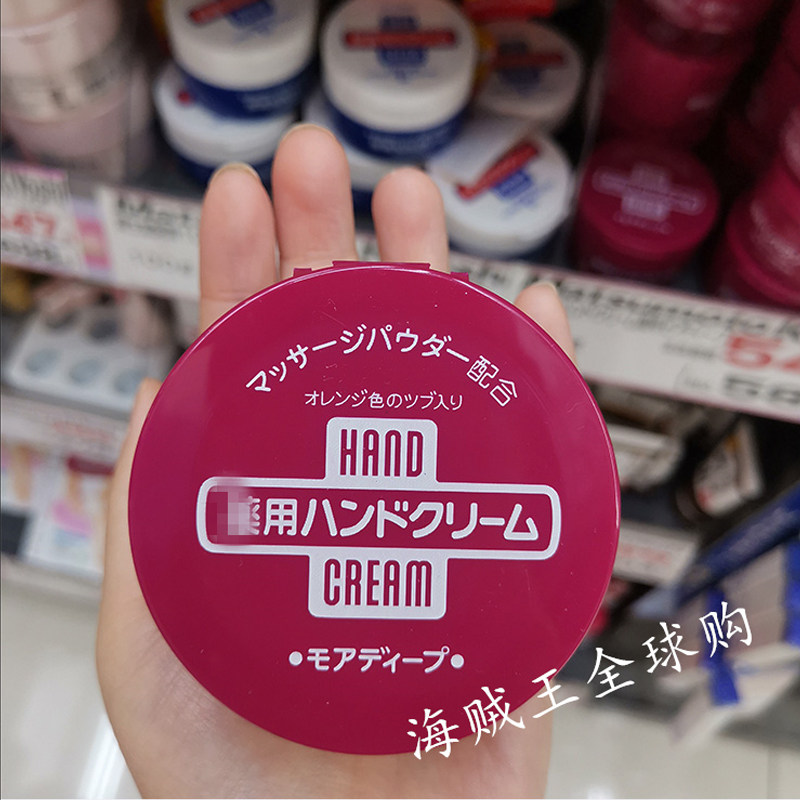 マッサージパウダー配合
オレンジ色のツブ入り
HAND
薬用ハンドクリーム
CREAM
•モアディープ•
海贼王全球购
HAND